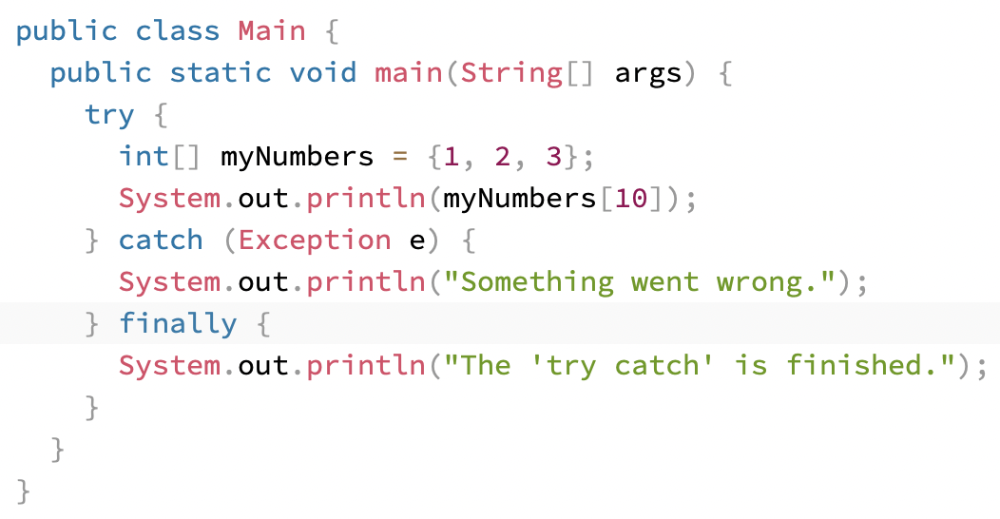 public class Main {
  public static void main(String[] args) {
    try {
      int[] myNumbers = {1, 2, 3};
      System.out.println(myNumbers[10]);
    } catch (Exception e) {
      System.out.println("Something went wrong.");
    } finally {
      System.out.println("The 'try catch' is finished.");
    }
  }
}